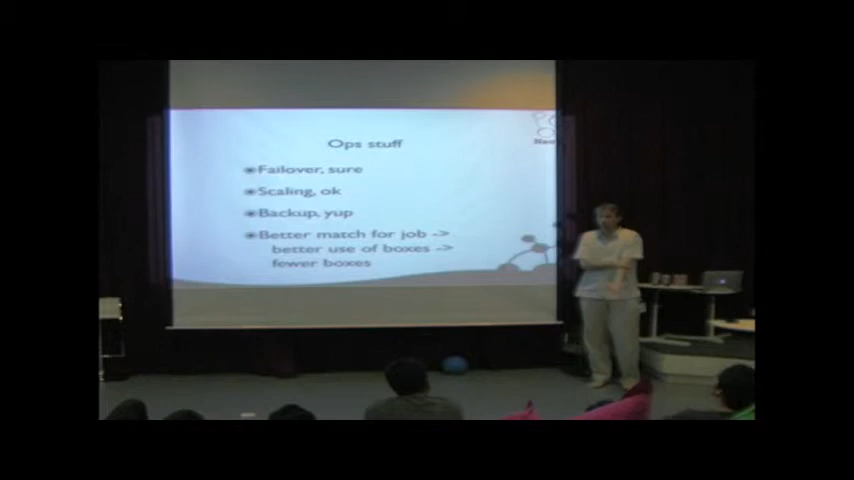 Ops stuff
Failover, sure
Scaling, ok
Backup, yup
Better match for job ->
better use of boxes ->
fewer boxes